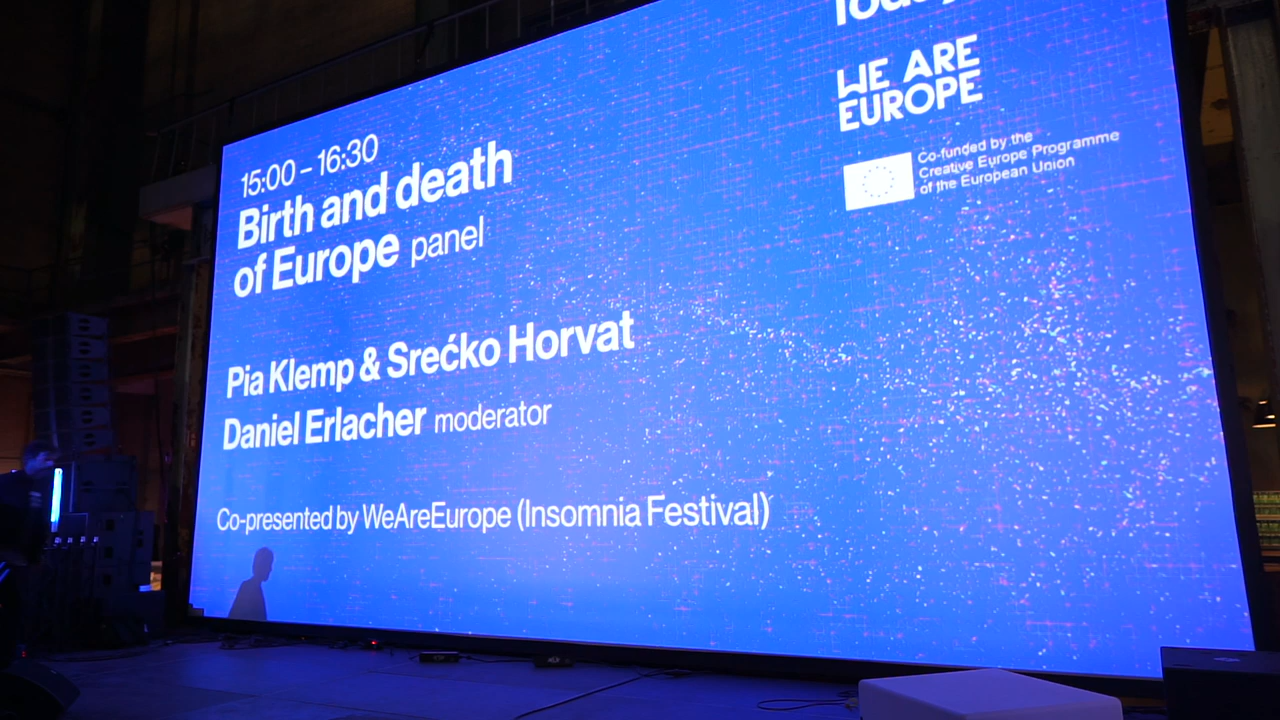 15:00 – 16:30
Birth and death
of Europe panel
Pia Klemp & Srećko Horvat
Daniel Erlacher moderator
Co-presented by WeAreEurope (Insomnia Festival)
WE ARE
EUROPE
Co-funded by the
Creative Europe Programme
of the European Union